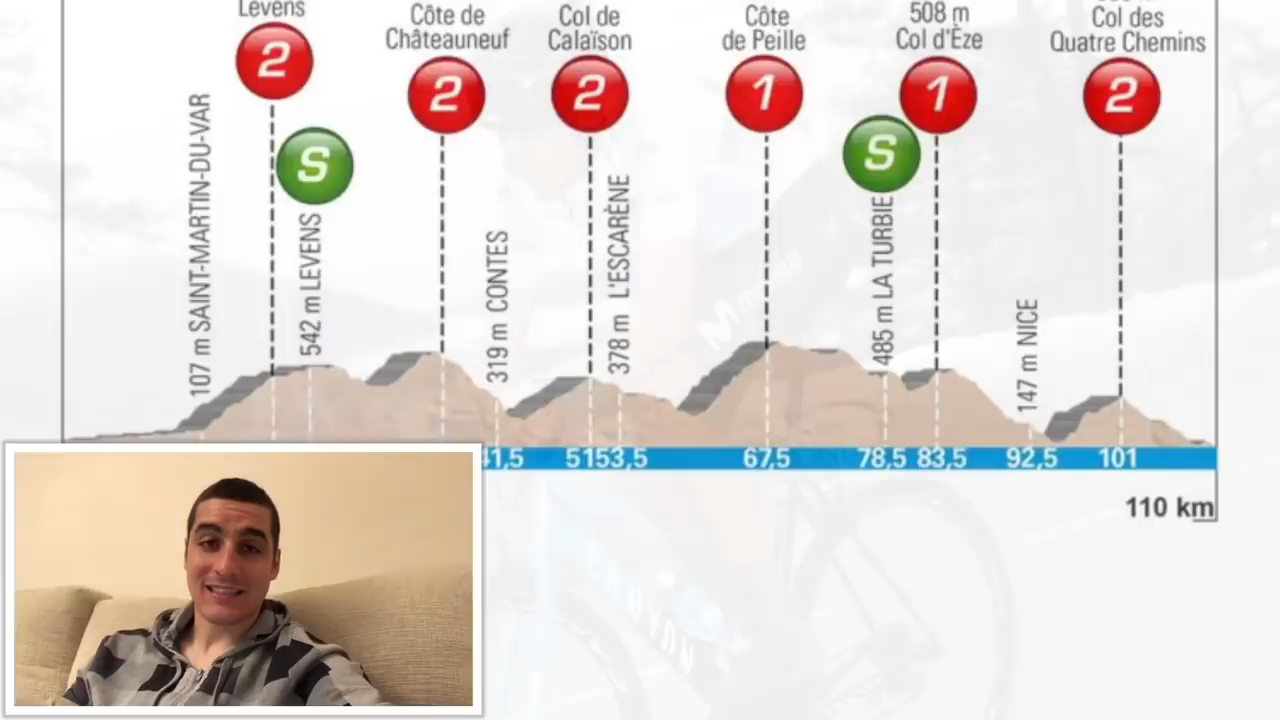 Levens
2
Côte de
Châteauneuf
2
Col de
Calaïson
2
Côte
de Peille
1
508 m
Col d'Èze
1
Col des
Quatre Chemins
2
S
S
107 m SAINT-MARTIN-DU-VAR
542 m LEVENS
319 m CONTES
378 m L'ESCARÈNE
485 m LA TURBIE
147 m NICE
41,5
51
53,5
67,5
78,5
83,5
92,5
101
110 km